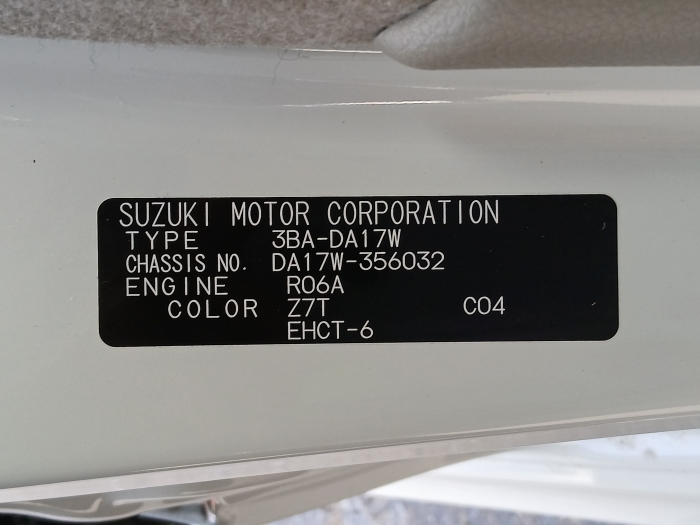 SUZUKI MOTOR CORPORATION
TYPE 3BA-DA17W
CHASSIS NO. DA17W-356032
ENGINE R06A
COLOR Z7T C04
EHCT-6